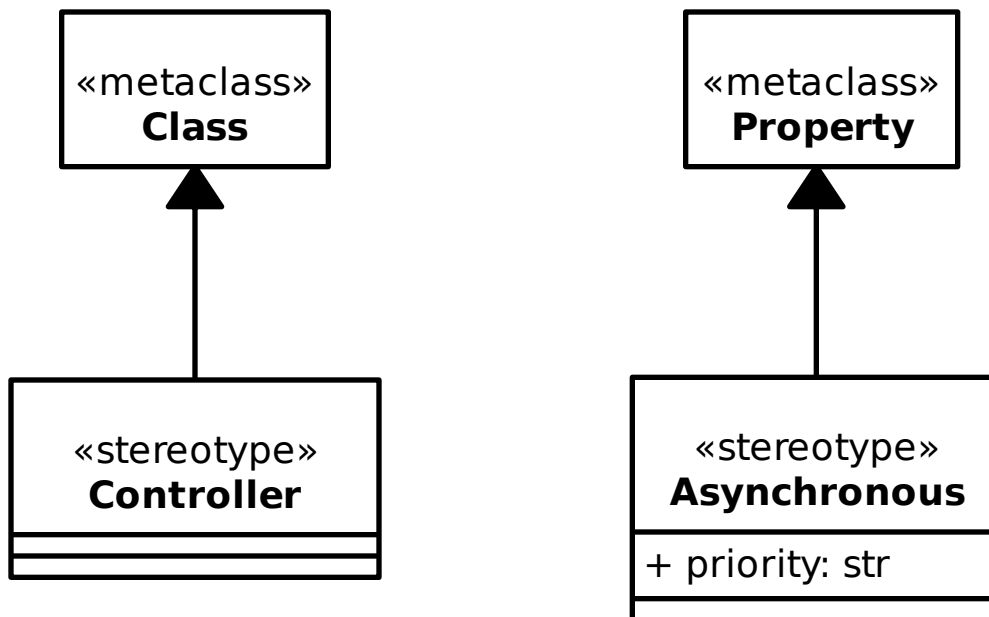 «metaclass»
Class
«metaclass»
Property
«stereotype»
Controller
«stereotype»
Asynchronous
+ priority: str